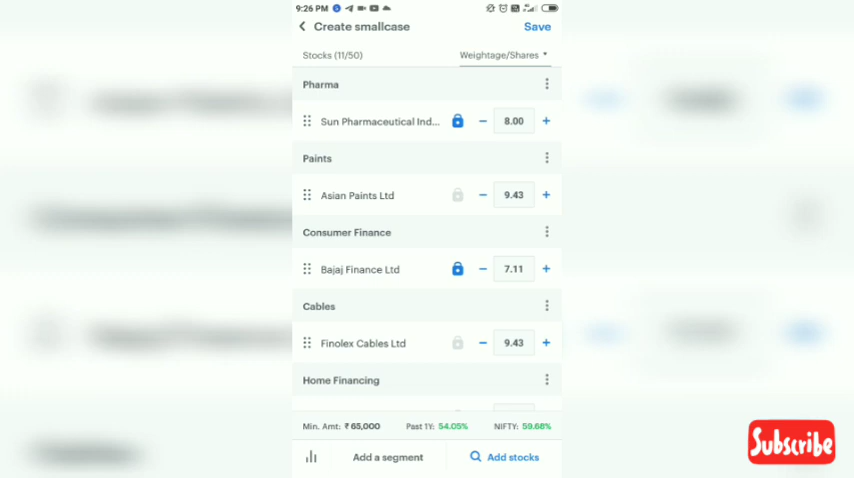 9:26 PM
Create smallcase Save
Stocks (11/50) Weightage/Shares
Pharma
Sun Pharmaceutical Ind... − 8.00 +
Paints
Asian Paints Ltd − 9.43 +
Consumer Finance
Bajaj Finance Ltd − 7.11 +
Cables
Finolex Cables Ltd − 9.43 +
Home Financing
Min. Amt: ₹ 65,000 Past 1Y: 54.05% NIFTY: 59.68%
Add a segment Add stocks
Subscribe